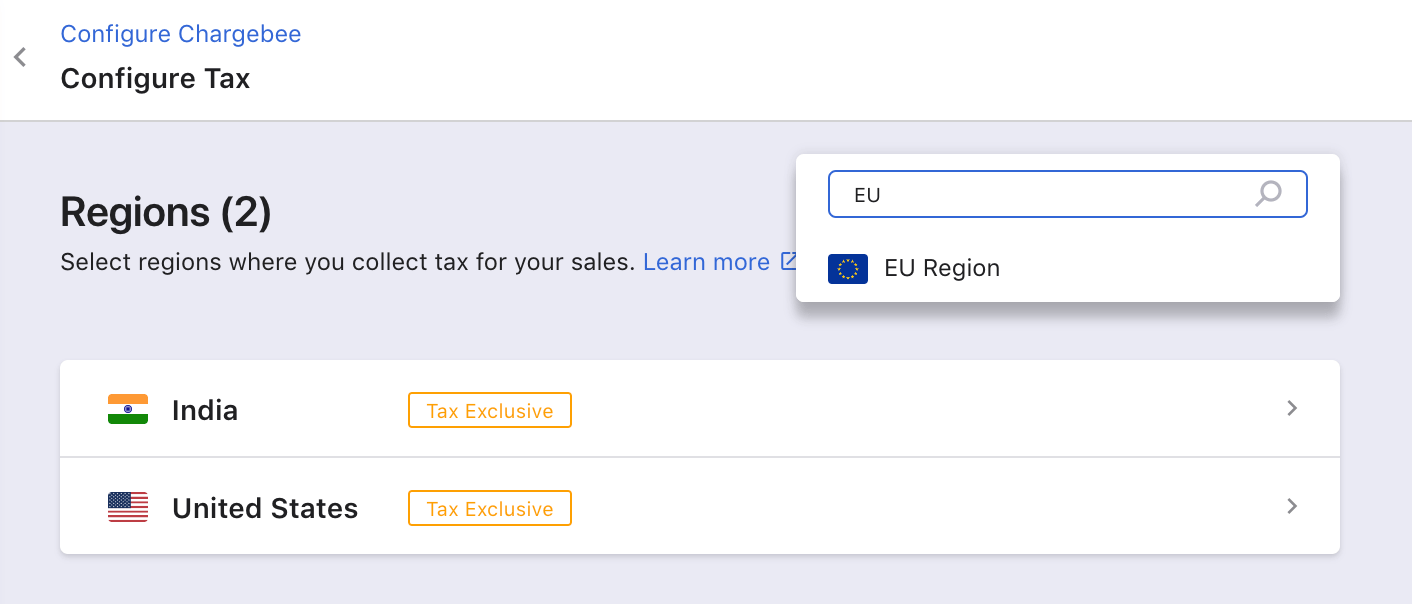 Configure Chargebee
Configure Tax
Regions (2)
Select regions where you collect tax for your sales. Learn more
EU
EU Region
India
Tax Exclusive
United States
Tax Exclusive